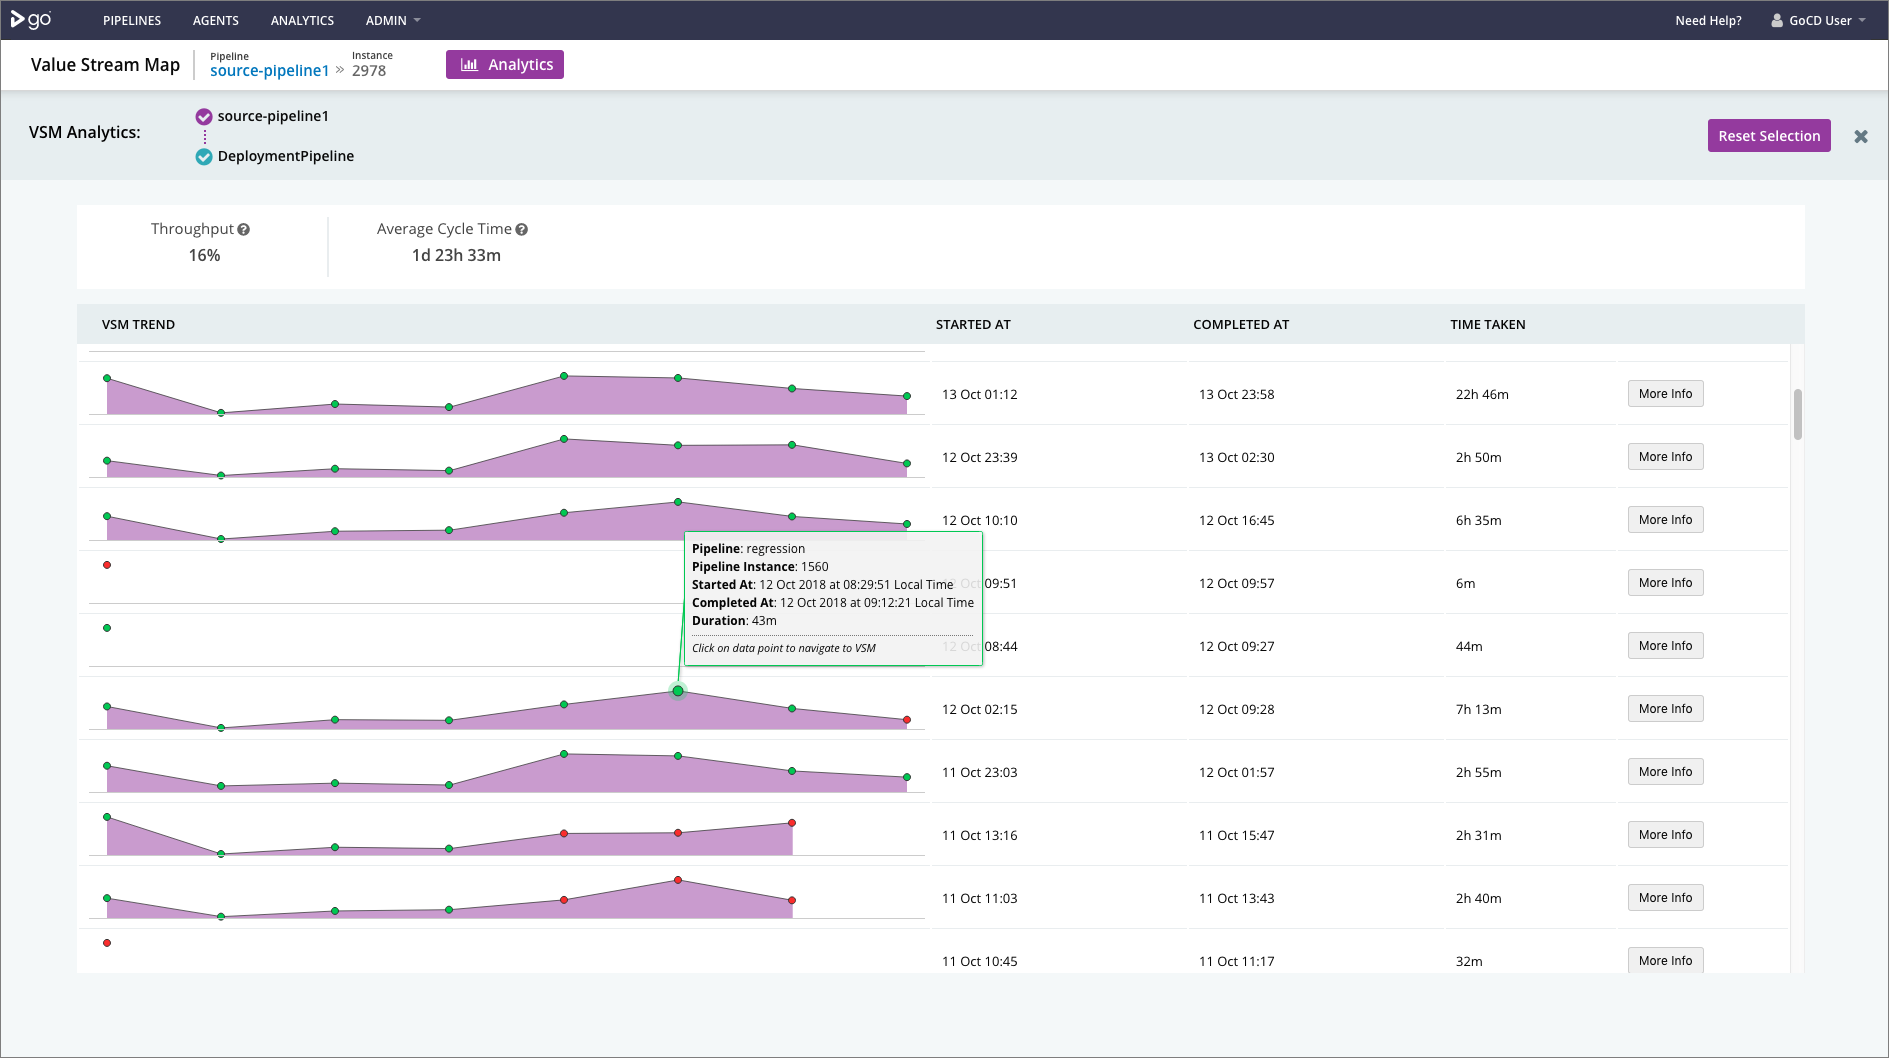 go
PIPELINES AGENTS ANALYTICS ADMIN Need Help? GoCD User
Value Stream Map Pipeline source-pipeline1 » Instance 2978 Analytics
VSM Analytics: source-pipeline1
DeploymentPipeline
Reset Selection
Throughput ? Average Cycle Time ?
16% 1d 23h 33m
VSM TREND STARTED AT COMPLETED AT TIME TAKEN
13 Oct 01:12 13 Oct 23:58 22h 46m More Info
12 Oct 23:39 13 Oct 02:30 2h 50m More Info
12 Oct 10:10 12 Oct 16:45 6h 35m More Info
Pipeline: regression
Pipeline Instance: 1560
Started At: 12 Oct 2018 at 08:29:51 Local Time
Completed At: 12 Oct 2018 at 09:12:21 Local Time
Duration: 43m
Click on data point to navigate to VSM
Oct 09:51 12 Oct 09:57 6m More Info
12 Oct 08:44 12 Oct 09:27 44m More Info
12 Oct 02:15 12 Oct 09:28 7h 13m More Info
11 Oct 23:03 12 Oct 01:57 2h 55m More Info
11 Oct 13:16 11 Oct 15:47 2h 31m More Info
11 Oct 11:03 11 Oct 13:43 2h 40m More Info
11 Oct 10:45 11 Oct 11:17 32m More Info